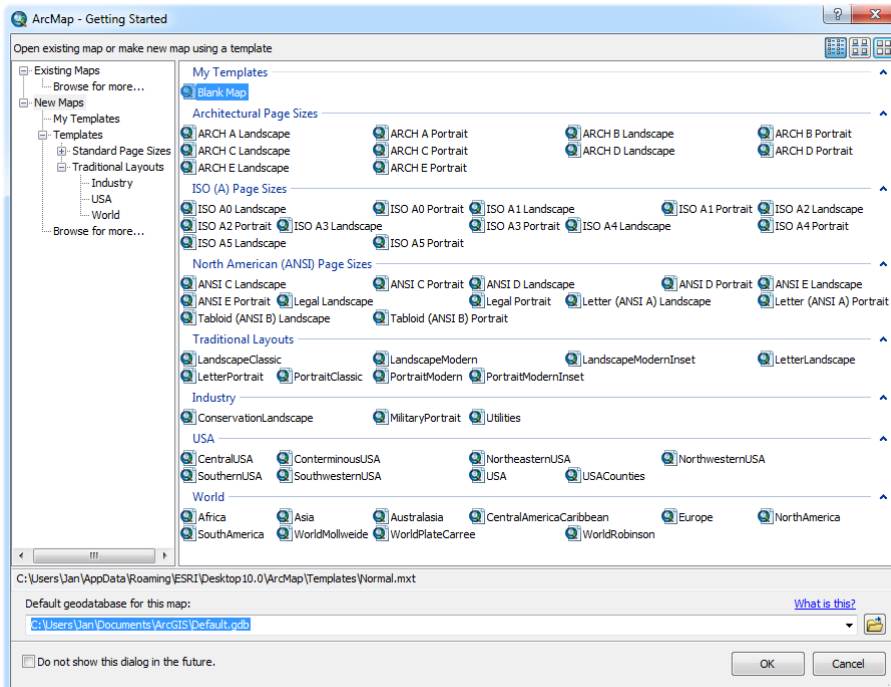 ArcMap - Getting Started
Open existing map or make new map using a template
Existing Maps
Browse for more...
New Maps
My Templates
Templates
Standard Page Sizes
Traditional Layouts
Industry
USA
World
Browse for more...
My Templates
Blank Map
Architectural Page Sizes
ARCH A Landscape ARCH A Portrait ARCH B Landscape ARCH B Portrait
ARCH C Landscape ARCH C Portrait ARCH D Landscape ARCH D Portrait
ARCH E Landscape ARCH E Portrait
ISO (A) Page Sizes
ISO A0 Landscape ISO A0 Portrait ISO A1 Landscape ISO A1 Portrait ISO A2 Landscape
ISO A2 Portrait ISO A3 Landscape ISO A3 Portrait ISO A4 Landscape ISO A4 Portrait
ISO A5 Landscape ISO A5 Portrait
North American (ANSI) Page Sizes
ANSI C Landscape ANSI C Portrait ANSI D Landscape ANSI D Portrait ANSI E Landscape
ANSI E Portrait Legal Landscape Legal Portrait Letter (ANSI A) Landscape Letter (ANSI A) Portrait
Tabloid (ANSI B) Landscape Tabloid (ANSI B) Portrait
Traditional Layouts
LandscapeClassic LandscapeModern LandscapeModernInset LetterLandscape
LetterPortrait PortraitClassic PortraitModern PortraitModernInset
Industry
ConservationLandscape MilitaryPortrait Utilities
USA
CentralUSA ConterminousUSA NortheasternUSA NorthwesternUSA
SouthernUSA SouthwesternUSA USA USACounties
World
Africa Asia Australasia CentralAmericaCaribbean Europe NorthAmerica
SouthAmerica WorldMollweide WorldPlateCarree WorldRobinson
C:\Users\Jan\AppData\Roaming\ESRI\Desktop10.0\ArcMap\Templates\Normal.mxt
Default geodatabase for this map:
What is this?
C:\Users\Jan\Documents\ArcGIS\Default.gdb
Do not show this dialog in the future.
OK
Cancel